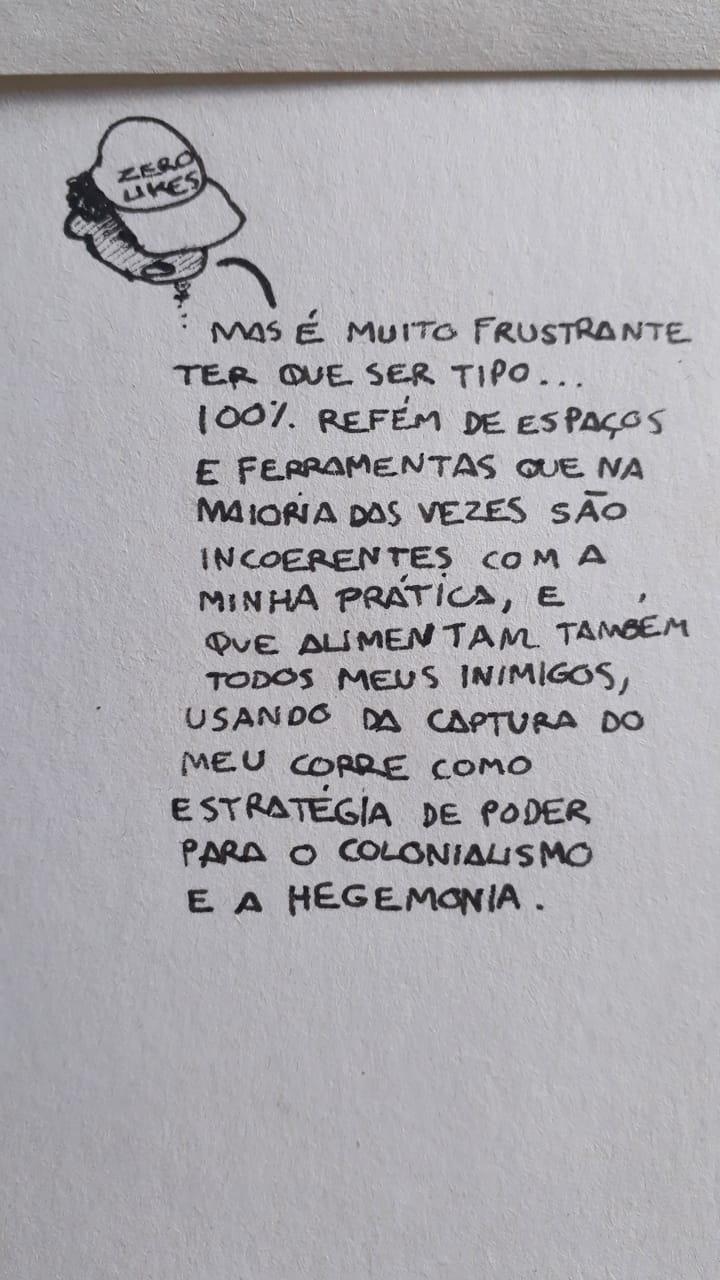 ZERO
LIKES
MAS É MUITO FRUSTRANTE
TER QUE SER TIPO...
100% REFÉM DE ESPAÇOS
E FERRAMENTAS QUE NA
MAIORIA DAS VEZES SÃO
INCOERENTES COM A
MINHA PRÁTICA, E
QUE ALIMENTAM TAMBÉM
TODOS MEUS INIMIGOS,
USANDO DA CAPTURA DO
MEU CORRE COMO
ESTRATÉGIA DE PODER
PARA O COLONIALISMO
E A HEGEMONIA.